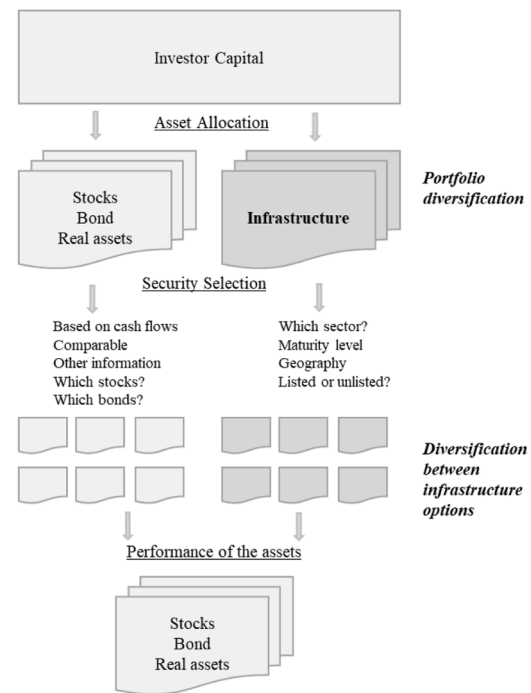 Investor Capital
Asset Allocation
Stocks
Bond
Real assets
Infrastructure
Portfolio
diversification
Security Selection
Based on cash flows
Comparable
Other information
Which stocks?
Which bonds?
Which sector?
Maturity level
Geography
Listed or unlisted?
Diversification
between
infrastructure
options
Performance of the assets
Stocks
Bond
Real assets